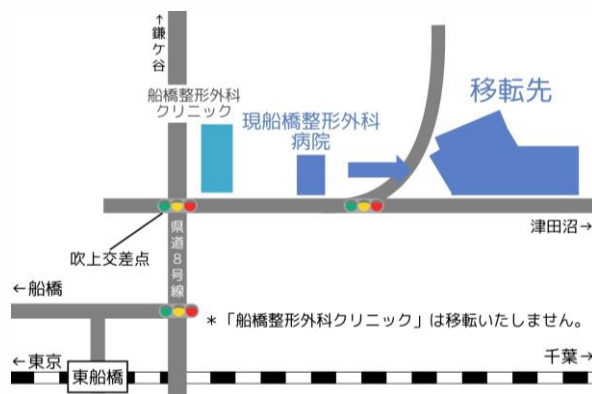 ←鎌ケ谷
船橋整形外科
クリニック
現船橋整形外科
病院
移転先
吹上交差点
県道8号線
津田沼→
←船橋
＊「船橋整形外科クリニック」は移転いたしません。
←東京
千葉→
東船橋